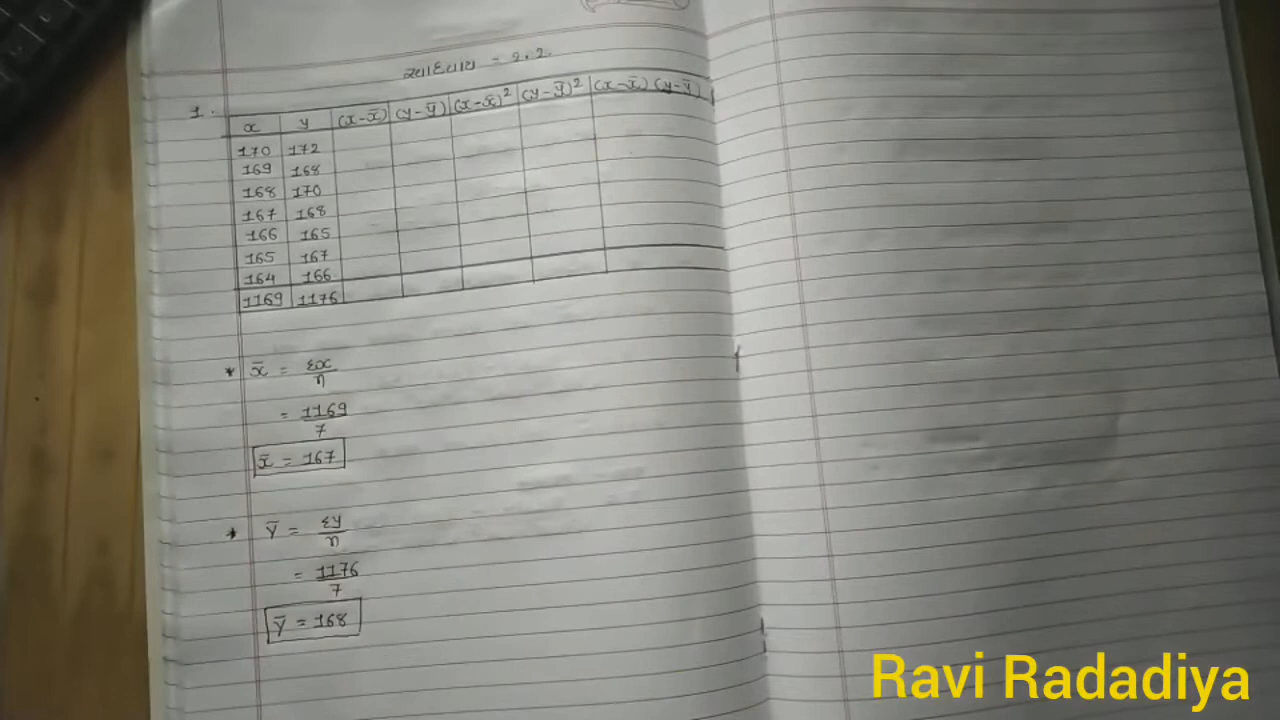 સ્વાધ્યાય - 2.2
1.
x y (x-x̄) (y-ȳ) (x-x̄)² (y-ȳ)² (x-x̄) (y-ȳ)
170 172
169 168
168 170
167 168
166 165
165 167
164 166
1169 1176
* x̄ = Σx/n
= 1169/7
x̄ = 167
* ȳ = Σy/n
= 1176/7
ȳ = 168
Ravi Radadiya